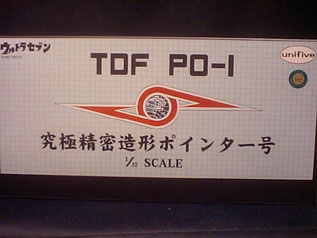 ウルトラセブン
unifive
TDF PO-1
究極精密造形ポインター号
1/32 SCALE